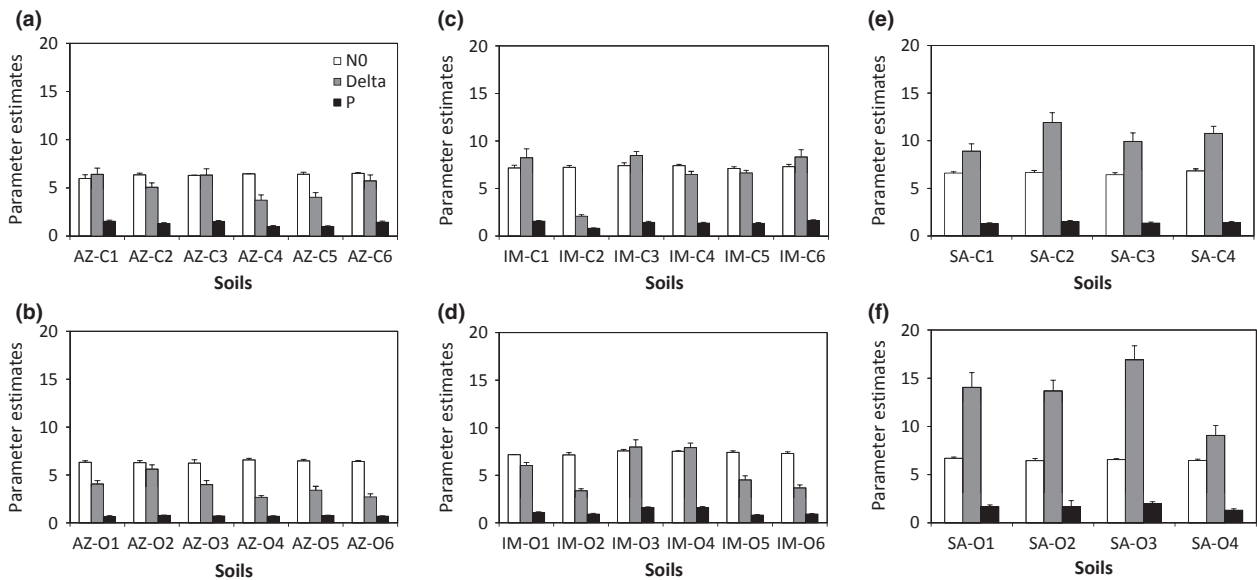 (a)
Parameter estimates
20
15
10
5
0
N0
Delta
P
AZ-C1 AZ-C2 AZ-C3 AZ-C4 AZ-C5 AZ-C6
Soils
(c)
Parameter estimates
20
15
10
5
0
IM-C1 IM-C2 IM-C3 IM-C4 IM-C5 IM-C6
Soils
(e)
Parameter estimates
20
15
10
5
0
SA-C1 SA-C2 SA-C3 SA-C4
Soils
(b)
Parameter estimates
20
15
10
5
0
AZ-O1 AZ-O2 AZ-O3 AZ-O4 AZ-O5 AZ-O6
Soils
(d)
Parameter estimates
20
15
10
5
0
IM-O1 IM-O2 IM-O3 IM-O4 IM-O5 IM-O6
Soils
(f)
Parameter estimates
20
15
10
5
0
SA-O1 SA-O2 SA-O3 SA-O4
Soils